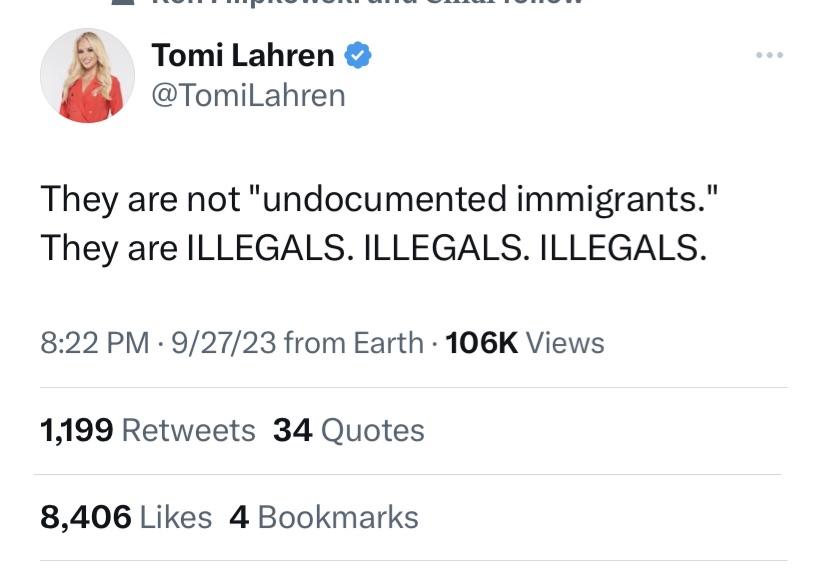 Tomi Lahren
@TomiLahren
They are not "undocumented immigrants."
They are ILLEGALS. ILLEGALS. ILLEGALS.
8:22 PM · 9/27/23 from Earth · 106K Views
1,199 Retweets 34 Quotes
8,406 Likes 4 Bookmarks